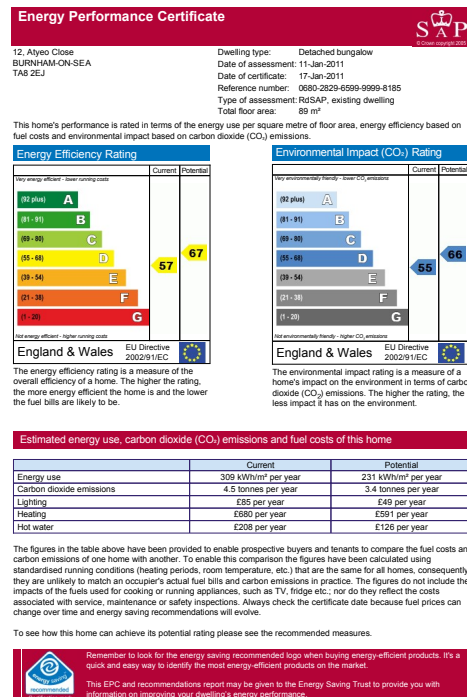 Energy Performance Certificate
SAP
© Crown copyright 2005
12, Atyeo Close
BURNHAM-ON-SEA
TA8 2EJ
Dwelling type: Detached bungalow
Date of assessment: 11-Jan-2011
Date of certificate: 17-Jan-2011
Reference number: 0680-2829-6599-9999-8185
Type of assessment: RdSAP, existing dwelling
Total floor area: 89 m²
This home's performance is rated in terms of the energy use per square metre of floor area, energy efficiency based on
fuel costs and environmental impact based on carbon dioxide (CO₂) emissions.
Energy Efficiency Rating
Current Potential
Very energy efficient - lower running costs
(92 plus) A
(81 - 91) B
(69 - 80) C
(55 - 68) D
(39 - 54) E
(21 - 38) F
(1 - 20) G
57
67
Not energy efficient - higher running costs
England & Wales
EU Directive
2002/91/EC
The energy efficiency rating is a measure of the
overall efficiency of a home. The higher the rating,
the more energy efficient the home is and the lower
the fuel bills are likely to be.
Environmental Impact (CO₂) Rating
Current Potential
Very environmentally friendly - lower CO₂ emissions
(92 plus) A
(81 - 91) B
(69 - 80) C
(55 - 68) D
(39 - 54) E
(21 - 38) F
(1 - 20) G
55
66
Not environmentally friendly - higher CO₂ emissions
England & Wales
EU Directive
2002/91/EC
The environmental impact rating is a measure of a
home's impact on the environment in terms of carbo
dioxide (CO₂) emissions. The higher the rating, the
less impact it has on the environment.
Estimated energy use, carbon dioxide (CO₂) emissions and fuel costs of this home
Current Potential
Energy use 309 kWh/m² per year 231 kWh/m² per year
Carbon dioxide emissions 4.5 tonnes per year 3.4 tonnes per year
Lighting £85 per year £49 per year
Heating £680 per year £591 per year
Hot water £208 per year £126 per year
The figures in the table above have been provided to enable prospective buyers and tenants to compare the fuel costs an
carbon emissions of one home with another. To enable this comparison the figures have been calculated using
standardised running conditions (heating periods, room temperature, etc.) that are the same for all homes, consequently
they are unlikely to match an occupier's actual fuel bills and carbon emissions in practice. The figures do not include the
impacts of the fuels used for cooking or running appliances, such as TV, fridge etc.; nor do they reflect the costs
associated with service, maintenance or safety inspections. Always check the certificate date because fuel prices can
change over time and energy saving recommendations will evolve.
To see how this home can achieve its potential rating please see the recommended measures.
energy saving
recommended
Remember to look for the energy saving recommended logo when buying energy-efficient products. It's a
quick and easy way to identify the most energy-efficient products on the market.
This EPC and recommendations report may be given to the Energy Saving Trust to provide you with
information on improving your dwelling's energy performance.